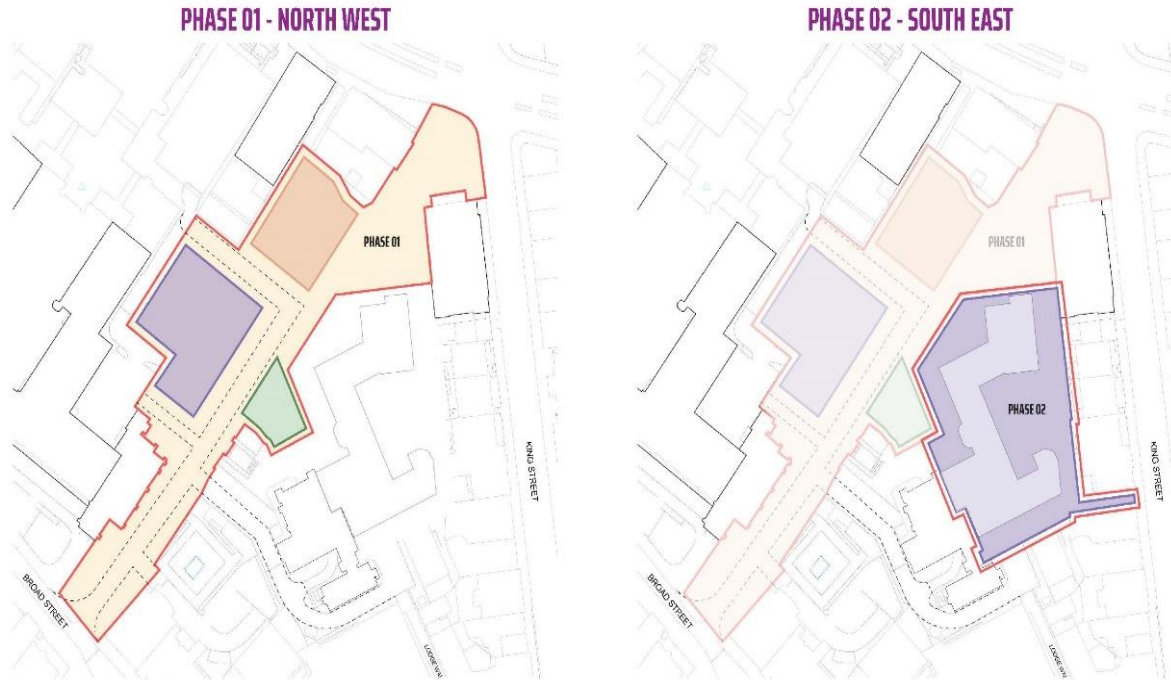 PHASE 01 - NORTH WEST
PHASE 01
KING STREET
BROAD STREET
PHASE 02 - SOUTH EAST
PHASE 01
PHASE 02
KING STREET
BROAD STREET